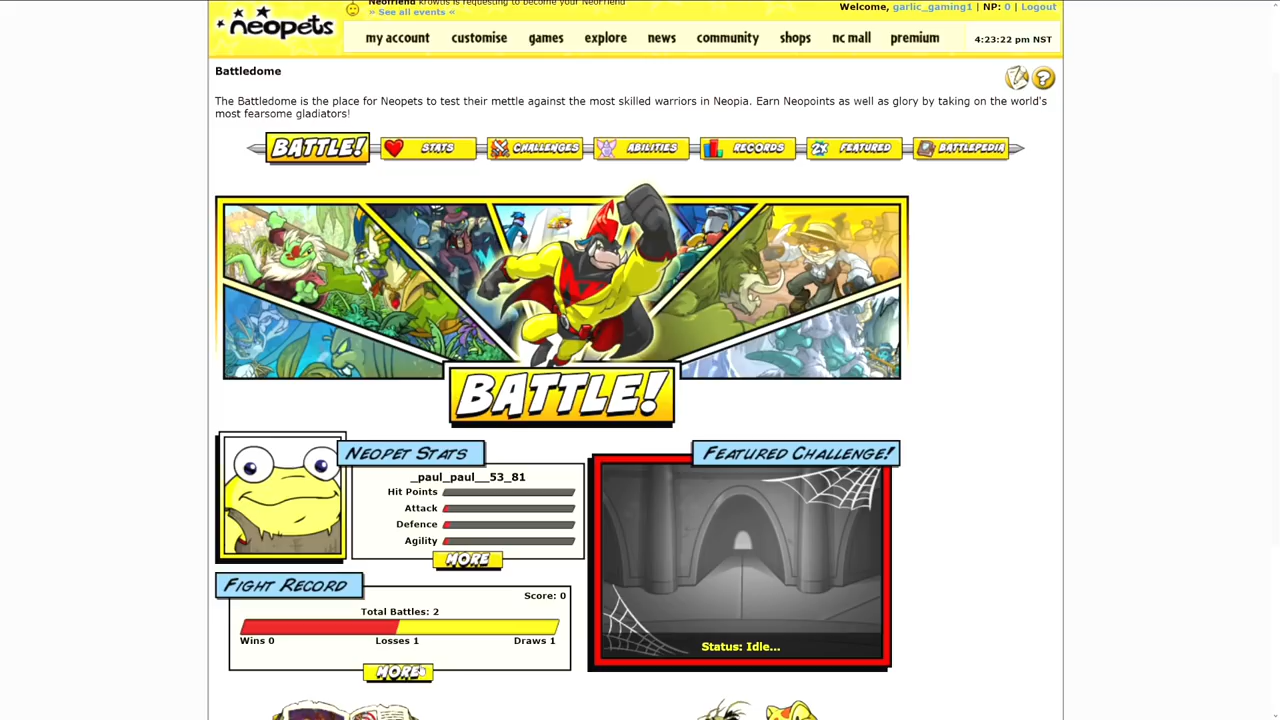 neopets
Neofriend krowtis is requesting to become your NeoFriend
» See all events «
Welcome, garlic_gaming1 | NP: 0 | Logout
my account
customise
games
explore
news
community
shops
nc mall
premium
4:23:22 pm NST
Battledome
The Battledome is the place for Neopets to test their mettle against the most skilled warriors in Neopia. Earn Neopoints as well as glory by taking on the world's
most fearsome gladiators!
BATTLE!
STATS
CHALLENGES
ABILITIES
RECORDS
2X FEATURED
BATTLEPEDIA
BATTLE!
NEOPET STATS
_paul_paul__53_81
Hit Points
Attack
Defence
Agility
MORE
FEATURED CHALLENGE!
Status: Idle...
FIGHT RECORD
Score: 0
Total Battles: 2
Wins 0
Losses 1
Draws 1
MORE